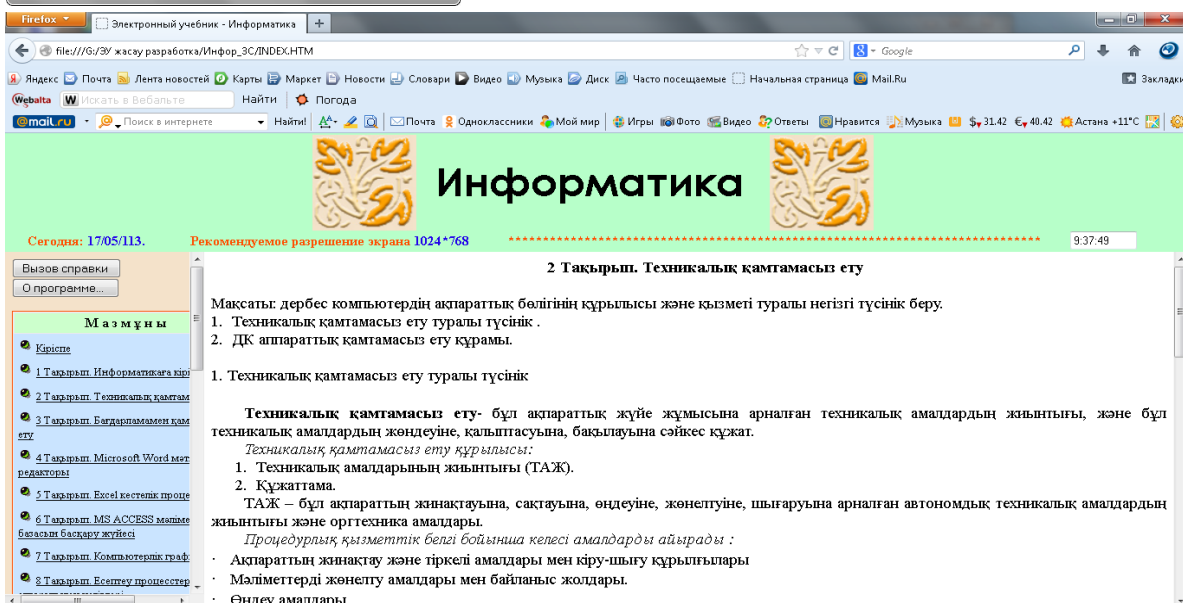 Firefox
Электронный учебник - Информатика
file:///G:/ЭУ жасау разработка/Инфор_3С/INDEX.HTM
Google
Яндекс Почта Лента новостей Карты Маркет Новости Словари Видео Музыка Диск Часто посещаемые Начальная страница Mail.Ru Закладки
Webalta W Искать в Вебальте Найти Погода
@mail.ru Поиск в интернете Найти! Почта Одноклассники Мой мир Игры Фото Видео Ответы Нравится Музыка $ 31.42 € 40.42 Астана +11°C
Информатика
Сегодня: 17/05/113. Рекомендуемое разрешение экрана 1024*768 9:37:49
Вызов справки
О программе...
Мазмұны
Кіріспе
1 Тақырып. Информатикаға кірі
2 Тақырып. Техникалық қамтам
3 Тақырып. Бағдарламамен қам
ету
4 Тақырып. Microsoft Word мәт
редакторы
5 Тақырып. Excel кестелік проце
6 Тақырып. MS ACCESS мәліме
базасын басқару жүйесі
7 Тақырып. Компьютерлік граф
8 Тақырып. Есептеу процесстер
2 Тақырып. Техникалық қамтамасыз ету
Мақсаты: дербес компьютердің ақпараттық бөлігінің құрылысы және қызметі туралы негізгі түсінік беру.
1. Техникалық қамтамасыз ету туралы түсінік .
2. ДК аппараттық қамтамасыз ету құрамы.
1. Техникалық қамтамасыз ету туралы түсінік
Техникалық қамтамасыз ету- бұл ақпараттық жүйе жұмысына арналған техникалық амалдардың жиынтығы, және бұл
техникалық амалдардың жөндеуіне, қалыптасуына, бақылауына сәйкес құжат.
Техникалық қамтамасыз ету құрылысы:
1. Техникалық амалдарының жиынтығы (ТАЖ).
2. Құжаттама.
ТАЖ – бұл ақпараттың жинақтауына, сақтауына, өңдеуіне, жөнелтуіне, шығаруына арналған автономдық техникалық амалдардың
жиынтығы және оргтехника амалдары.
Процедурлық қызметтік белгі бойынша келесі амалдарды айырады :
· Ақпараттың жинақтау және тіркелі амалдары мен кіру-шығу құрылғылары
· Мәліметтерді жөнелту амалдары мен байланыс жолдары.
· Өңдеу амалдары